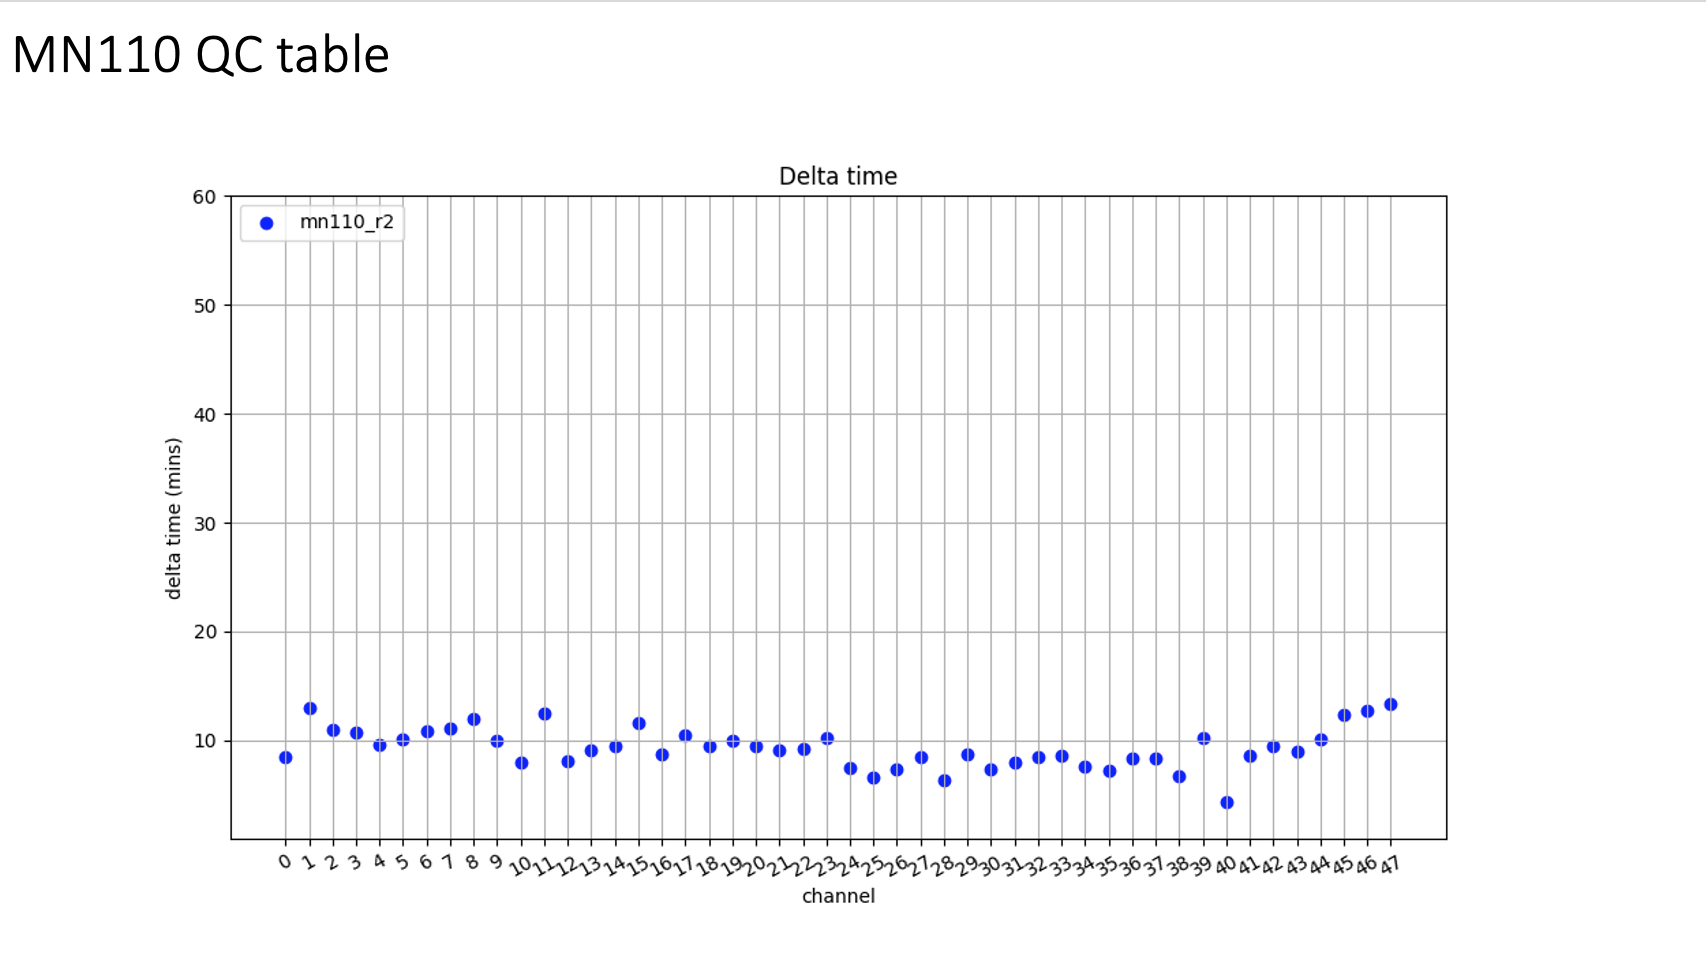 MN110 QC table
Delta time
mn110_r2
60
50
40
30
20
10
delta time (mins)
0 1 2 3 4 5 6 7 8 9 10 11 12 13 14 15 16 17 18 19 20 21 22 23 24 25 26 27 28 29 30 31 32 33 34 35 36 37 38 39 40 41 42 43 44 45 46 47
channel